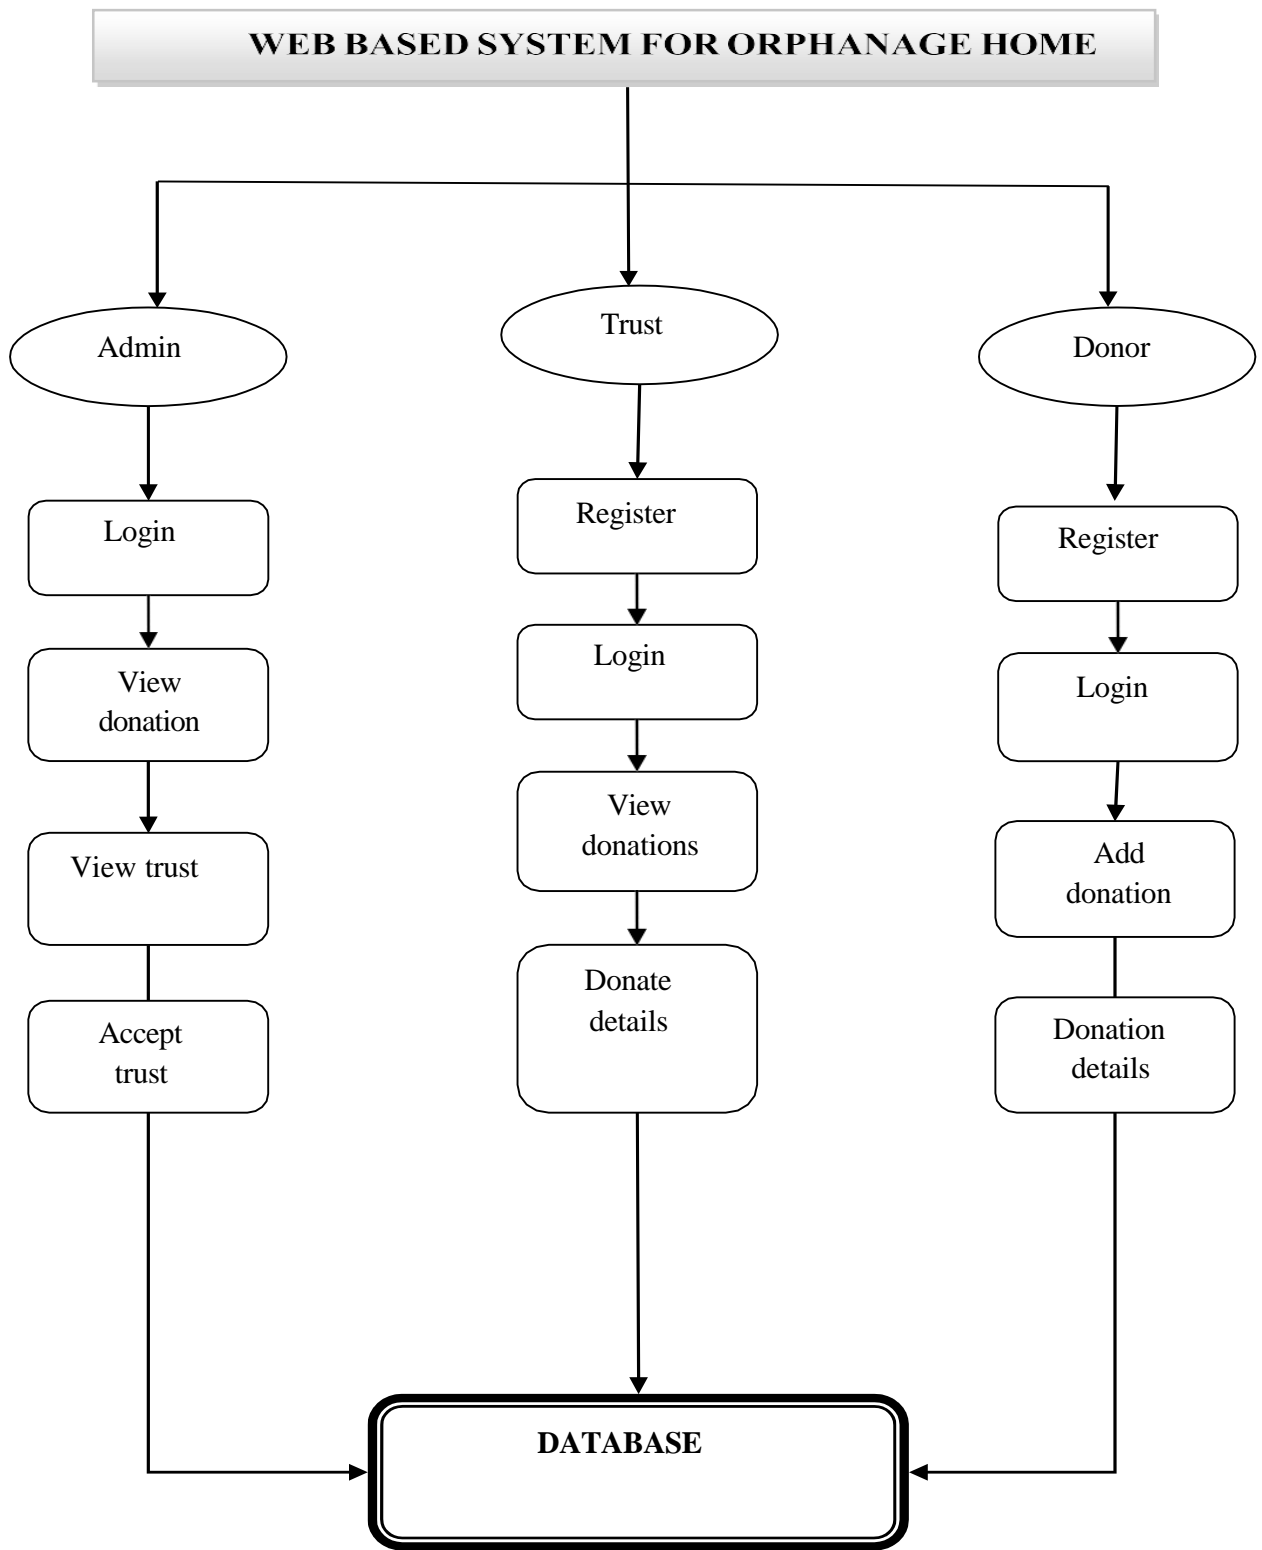 WEB BASED SYSTEM FOR ORPHANAGE HOME
Admin
Login
View
donation
View trust
Accept
trust
Trust
Register
Login
View
donations
Donate
details
Donor
Register
Login
Add
donation
Donation
details
DATABASE